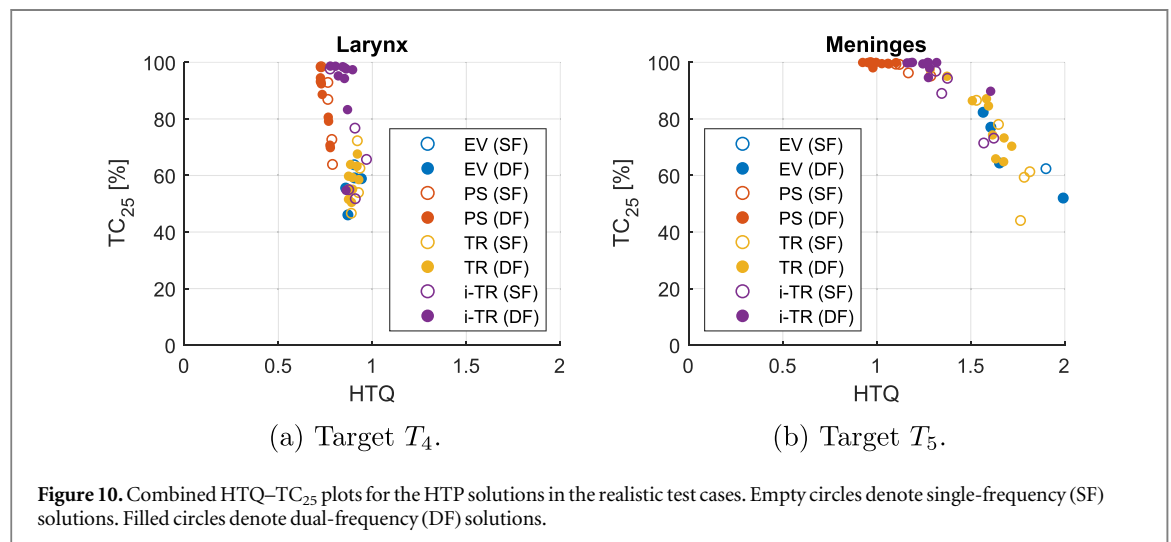 Larynx
100
80
60
40
20
0
TC25 [%]
0 0.5 1 1.5 2
HTQ
EV (SF)
EV (DF)
PS (SF)
PS (DF)
TR (SF)
TR (DF)
i-TR (SF)
i-TR (DF)
(a) Target T4.
Meninges
100
80
60
40
20
0
TC25 [%]
0 0.5 1 1.5 2
HTQ
EV (SF)
EV (DF)
PS (SF)
PS (DF)
TR (SF)
TR (DF)
i-TR (SF)
i-TR (DF)
(b) Target T5.
Figure 10. Combined HTQ–TC25 plots for the HTP solutions in the realistic test cases. Empty circles denote single-frequency (SF)
solutions. Filled circles denote dual-frequency (DF) solutions.